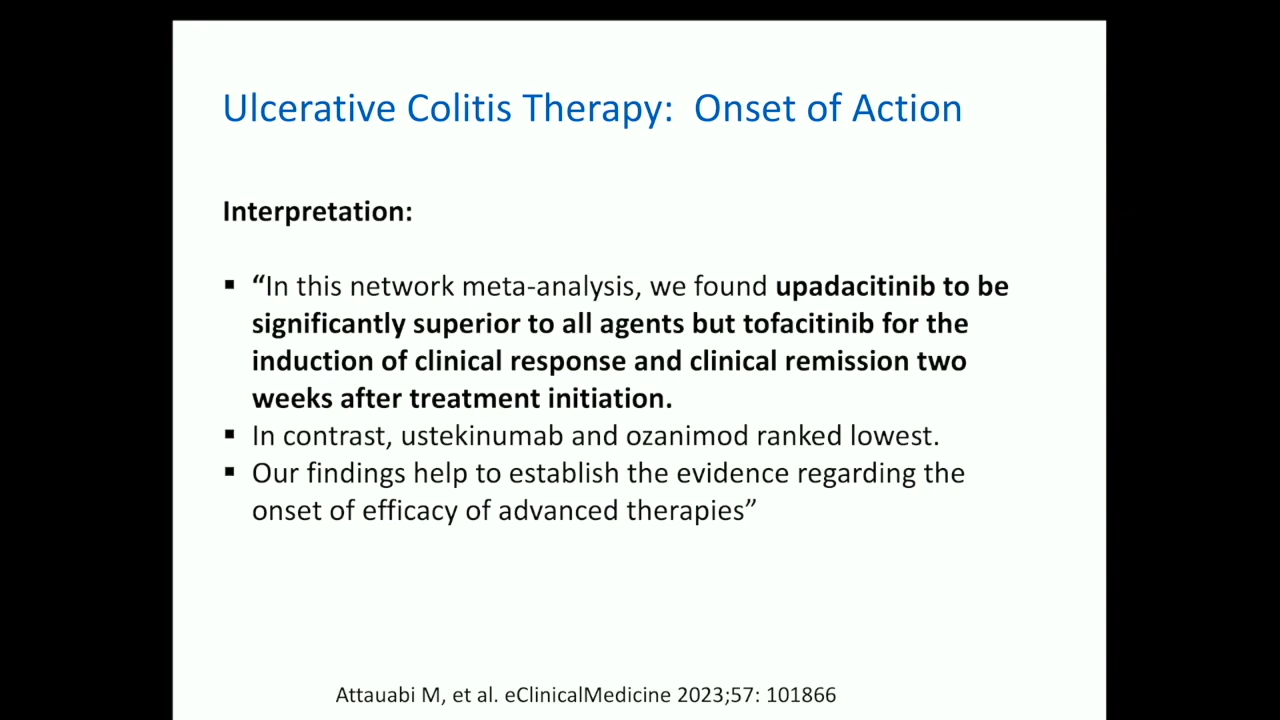 Ulcerative Colitis Therapy:  Onset of Action
Interpretation:
▪ “In this network meta-analysis, we found upadacitinib to be
significantly superior to all agents but tofacitinib for the
induction of clinical response and clinical remission two
weeks after treatment initiation.
▪ In contrast, ustekinumab and ozanimod ranked lowest.
▪ Our findings help to establish the evidence regarding the
onset of efficacy of advanced therapies”
Attauabi M, et al. eClinicalMedicine 2023;57: 101866